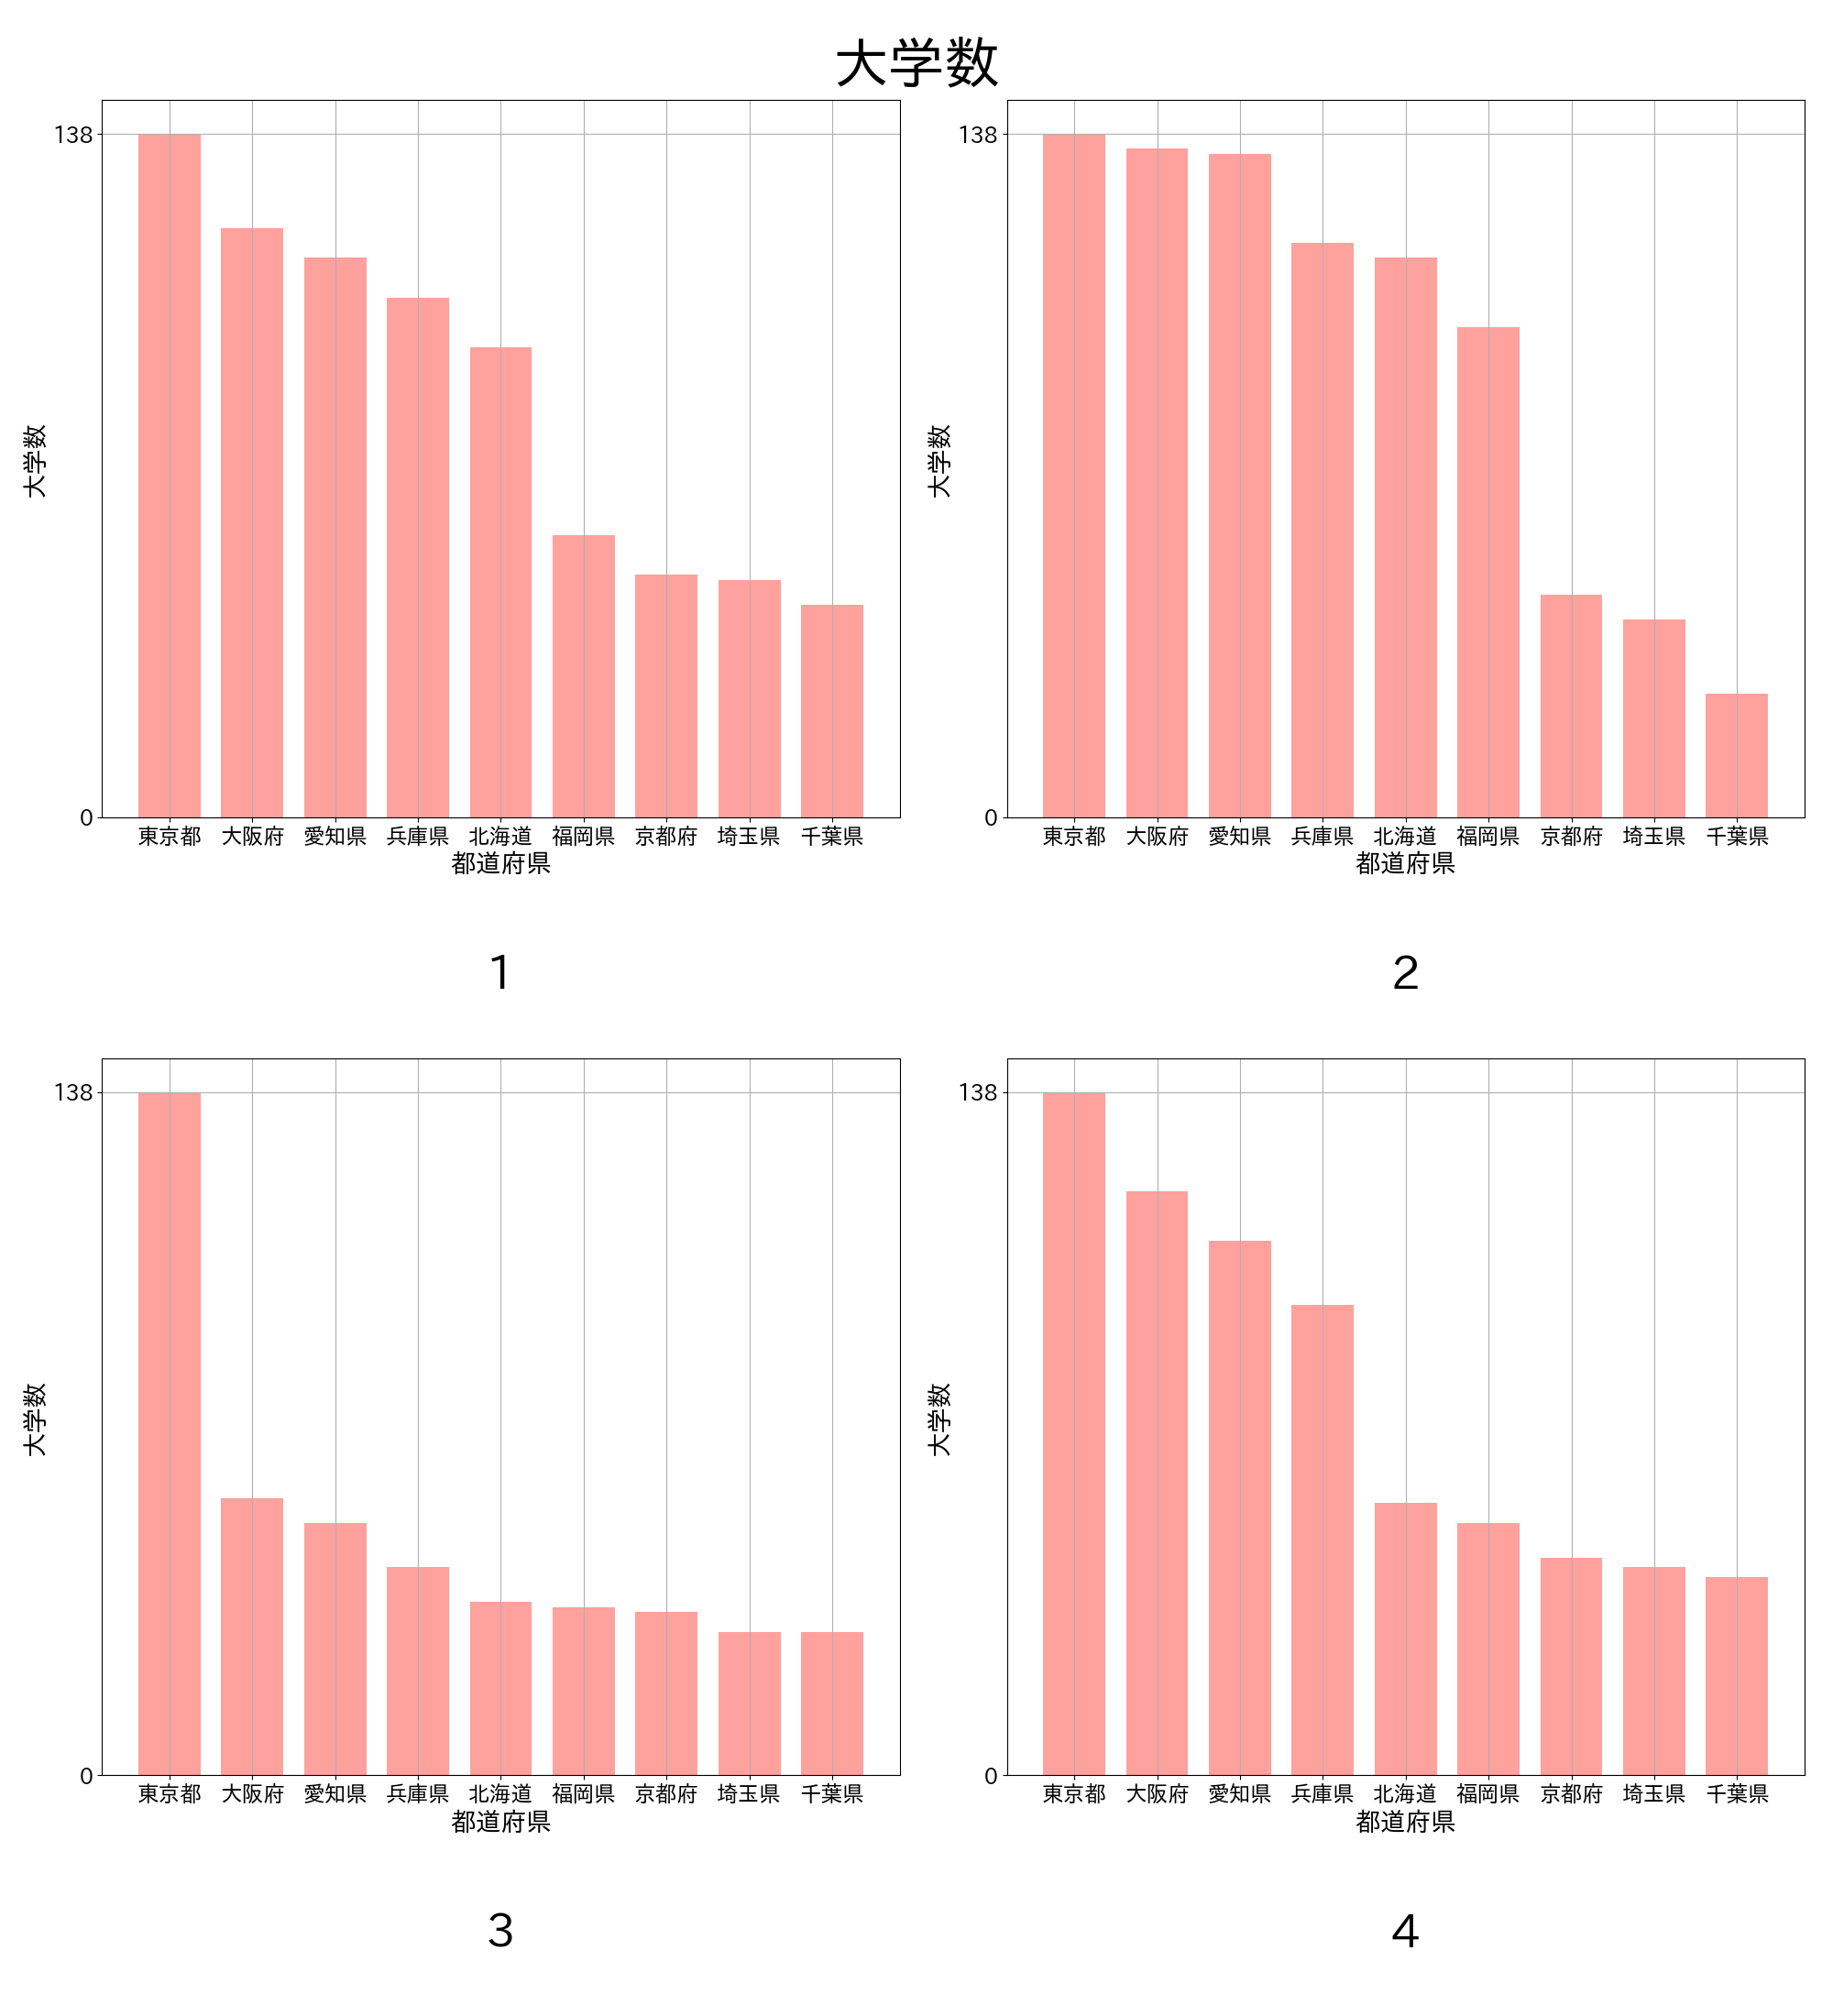 大学数
138
0
大学数
東京都 大阪府 愛知県 兵庫県 北海道 福岡県 京都府 埼玉県 千葉県
都道府県
1
138
0
大学数
東京都 大阪府 愛知県 兵庫県 北海道 福岡県 京都府 埼玉県 千葉県
都道府県
2
138
0
大学数
東京都 大阪府 愛知県 兵庫県 北海道 福岡県 京都府 埼玉県 千葉県
都道府県
3
138
0
大学数
東京都 大阪府 愛知県 兵庫県 北海道 福岡県 京都府 埼玉県 千葉県
都道府県
4